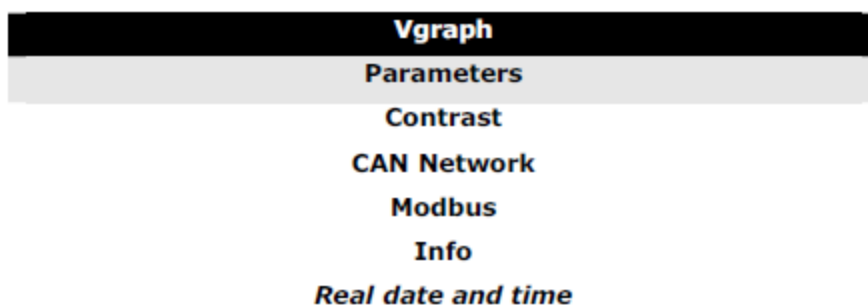 Vgraph
Parameters
Contrast
CAN Network
Modbus
Info
Real date and time